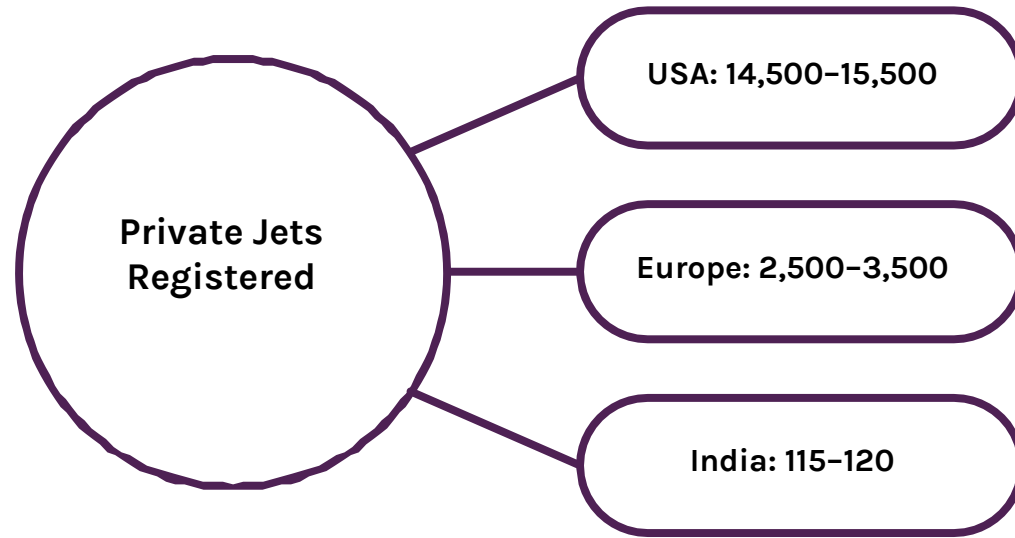 Private Jets
Registered
USA: 14,500–15,500
Europe: 2,500–3,500
India: 115–120